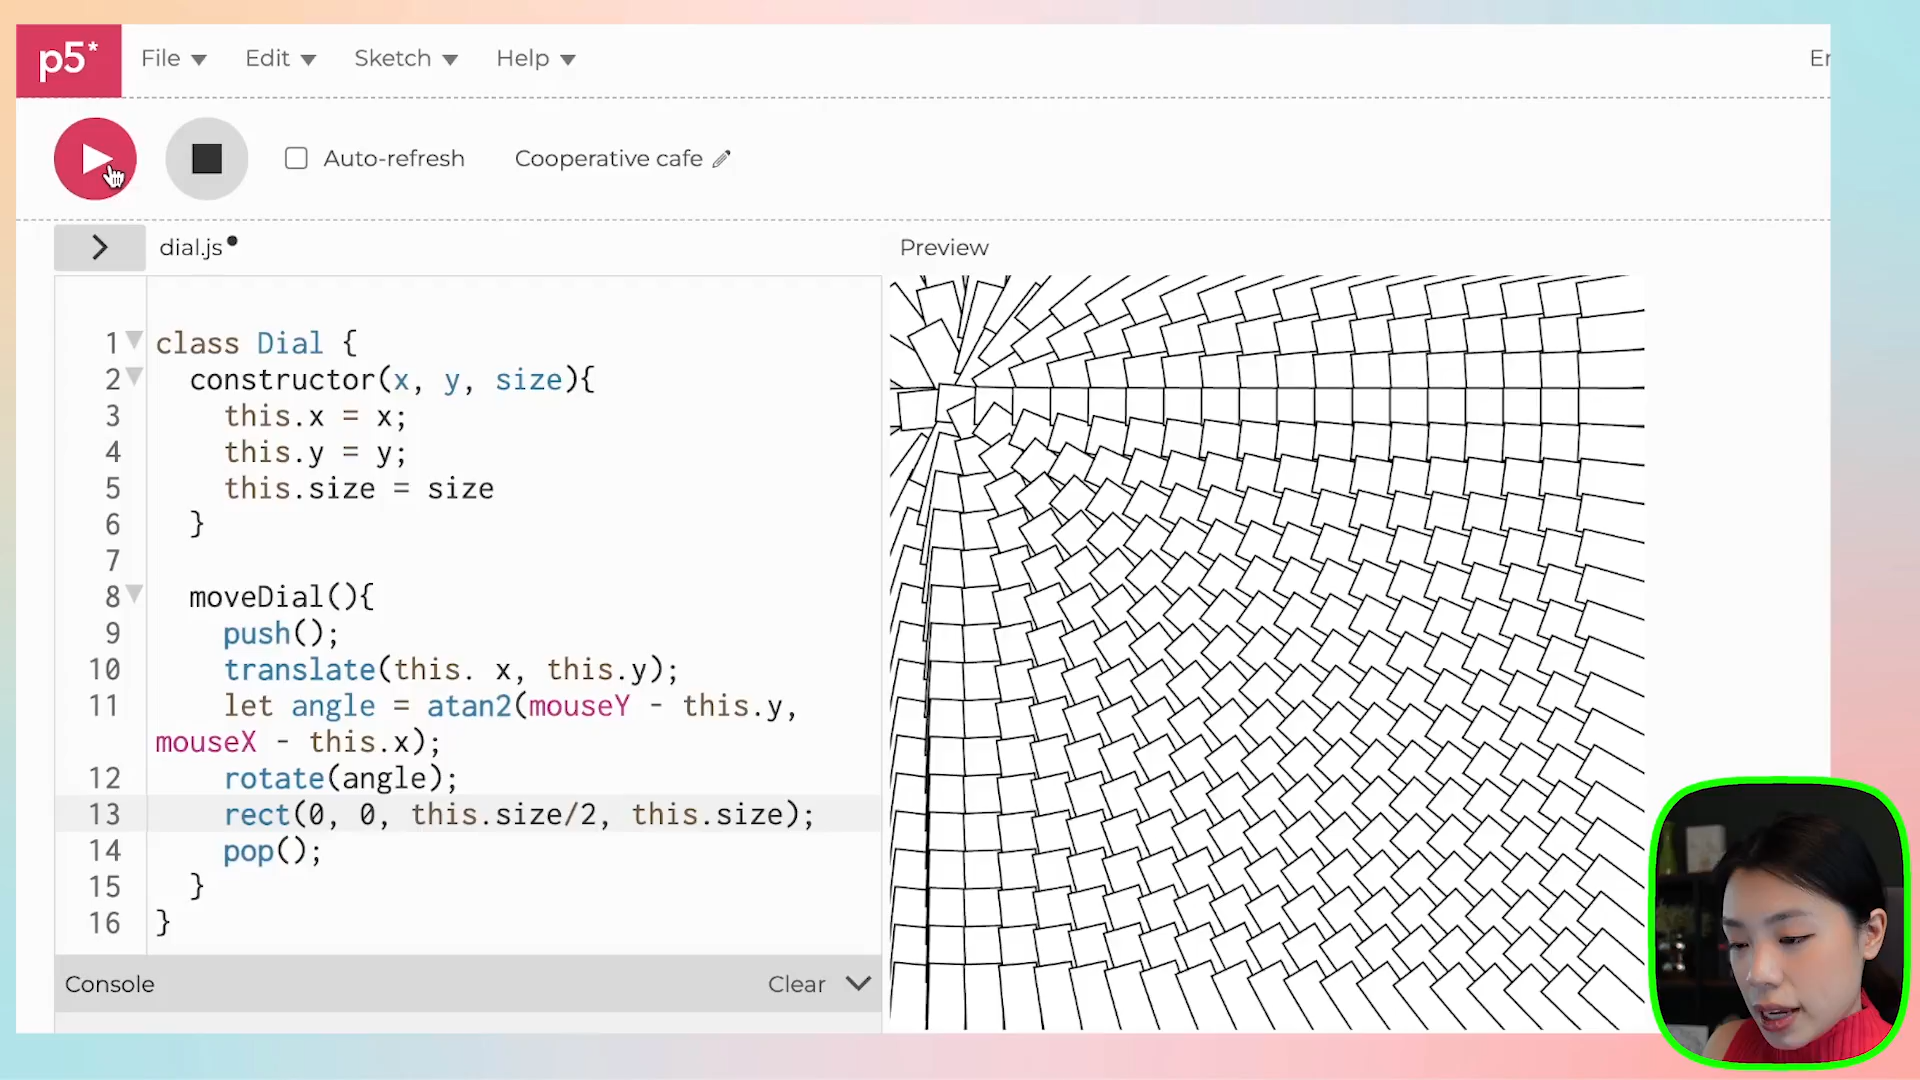 p5*
File
Edit
Sketch
Help
Auto-refresh
Cooperative cafe
dial.js
Preview
1 class Dial {
2 constructor(x, y, size){
3 this.x = x;
4 this.y = y;
5 this.size = size
6 }
7
8 moveDial(){
9 push();
10 translate(this. x, this.y);
11 let angle = atan2(mouseY - this.y,
mouseX - this.x);
12 rotate(angle);
13 rect(0, 0, this.size/2, this.size);
14 pop();
15 }
16 }
Console
Clear